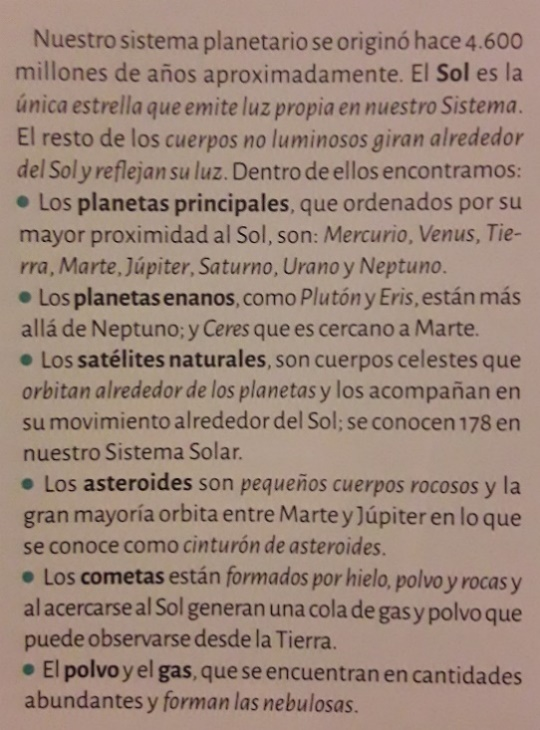 Nuestro sistema planetario se originó hace 4.600
millones de años aproximadamente. El Sol es la
única estrella que emite luz propia en nuestro Sistema.
El resto de los cuerpos no luminosos giran alrededor
del Sol y reflejan su luz. Dentro de ellos encontramos:
● Los planetas principales, que ordenados por su
mayor proximidad al Sol, son: Mercurio, Venus, Tie-
rra, Marte, Júpiter, Saturno, Urano y Neptuno.
● Los planetas enanos, como Plutón y Eris, están más
allá de Neptuno; y Ceres que es cercano a Marte.
● Los satélites naturales, son cuerpos celestes que
orbitan alrededor de los planetas y los acompañan en
su movimiento alrededor del Sol; se conocen 178 en
nuestro Sistema Solar.
● Los asteroides son pequeños cuerpos rocosos y la
gran mayoría orbita entre Marte y Júpiter en lo que
se conoce como cinturón de asteroides.
● Los cometas están formados por hielo, polvo y rocas y
al acercarse al Sol generan una cola de gas y polvo que
puede observarse desde la Tierra.
● El polvo y el gas, que se encuentran en cantidades
abundantes y forman las nebulosas.